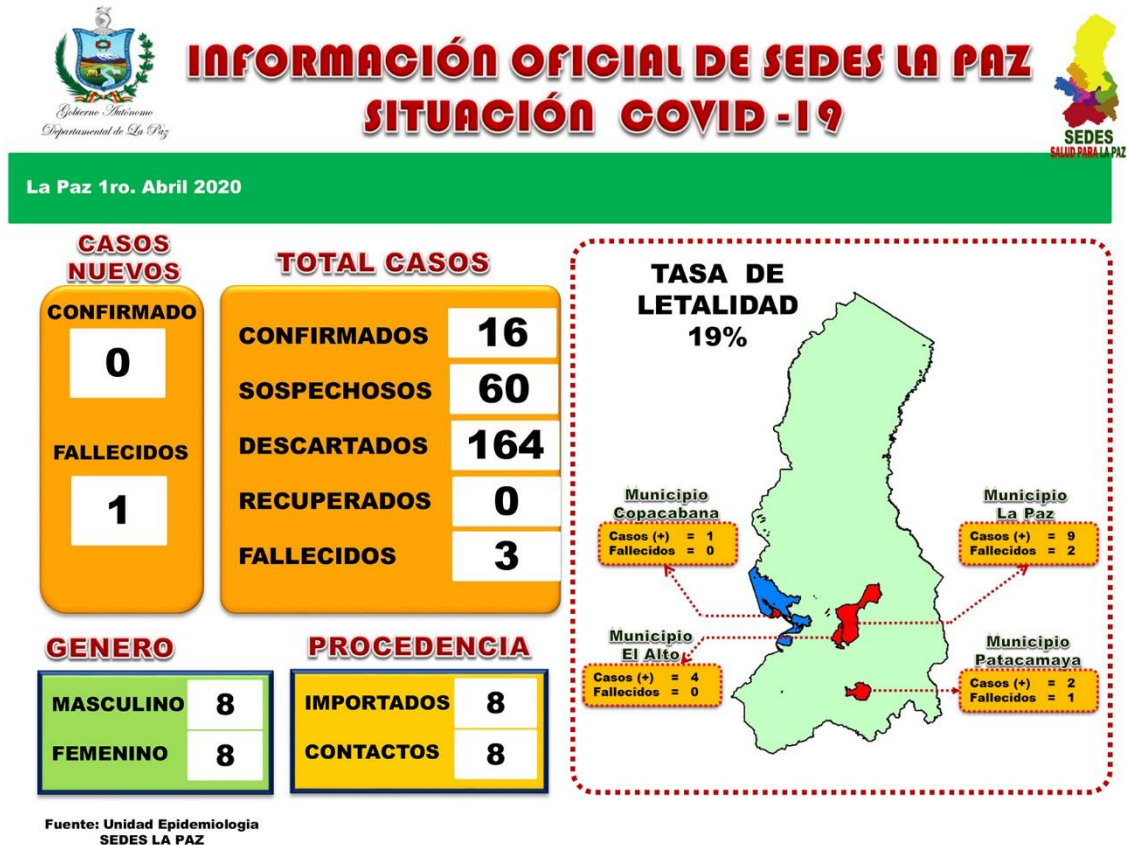 Gobierno Autónomo
Departamental de La Paz
INFORMACIÓN OFICIAL DE SEDES LA PAZ
SITUACIÓN COVID -19
SEDES
SALUD PARA LA PAZ
La Paz 1ro. Abril 2020
CASOS
NUEVOS
CONFIRMADO
0
FALLECIDOS
1
TOTAL CASOS
CONFIRMADOS 16
SOSPECHOSOS 60
DESCARTADOS 164
RECUPERADOS 0
FALLECIDOS 3
GENERO
MASCULINO 8
FEMENINO 8
PROCEDENCIA
IMPORTADOS 8
CONTACTOS 8
TASA DE
LETALIDAD
19%
Municipio
Copacabana
Casos (+) = 1
Fallecidos = 0
Municipio
La Paz
Casos (+) = 9
Fallecidos = 2
Municipio
El Alto
Casos (+) = 4
Fallecidos = 0
Municipio
Patacamaya
Casos (+) = 2
Fallecidos = 1
Fuente: Unidad Epidemiologia
SEDES LA PAZ